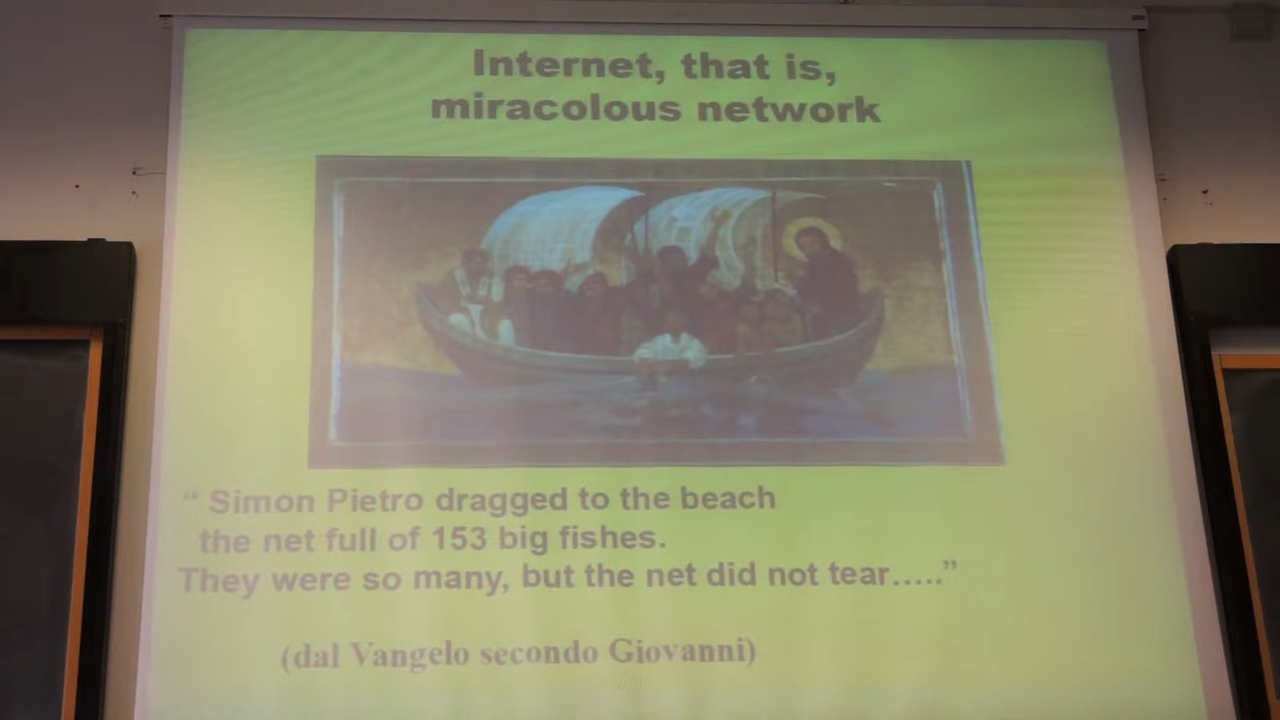 Internet, that is,
miracolous network
“ Simon Pietro dragged to the beach
the net full of 153 big fishes.
They were so many, but the net did not tear…..”
(dal Vangelo secondo Giovanni)